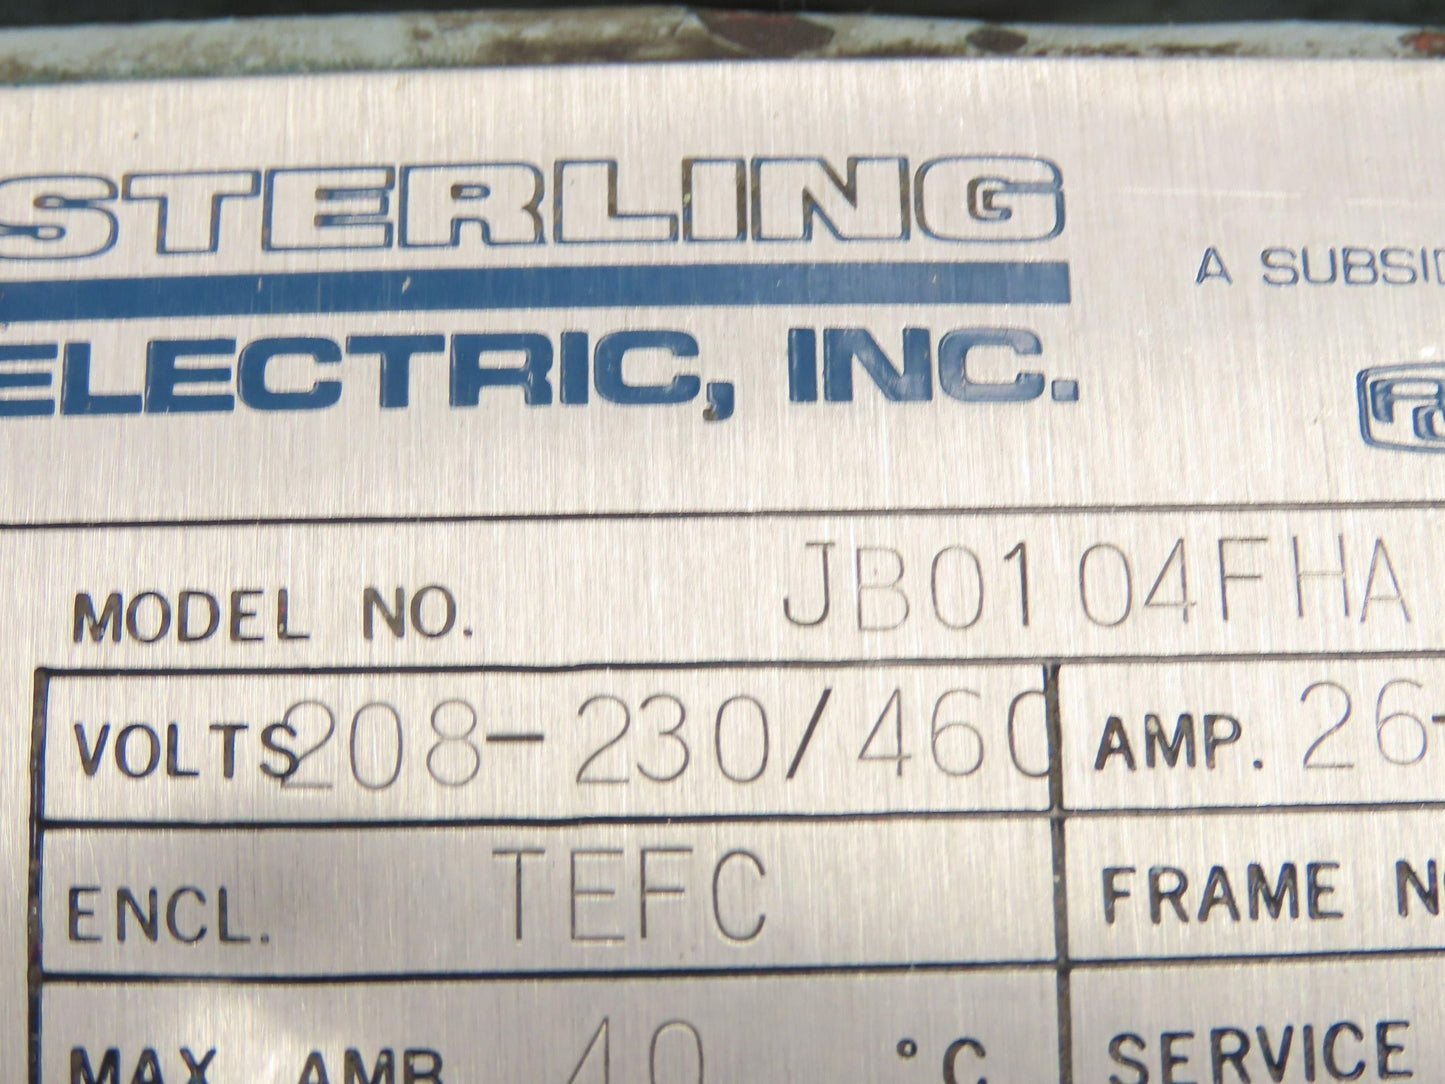 STERLING
ELECTRIC, INC.
A SUBSID
MODEL NO. JB0104FHA
VOLTS 208-230/460 AMP. 26-
ENCL. TEFC FRAME N
MAX. AMB. 40 °C SERVICE